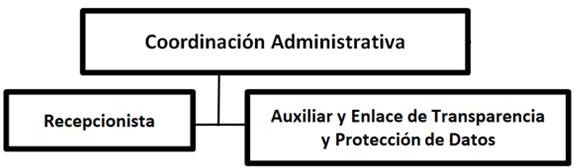 Coordinación Administrativa
Recepcionista
Auxiliar y Enlace de Transparencia
y Protección de Datos